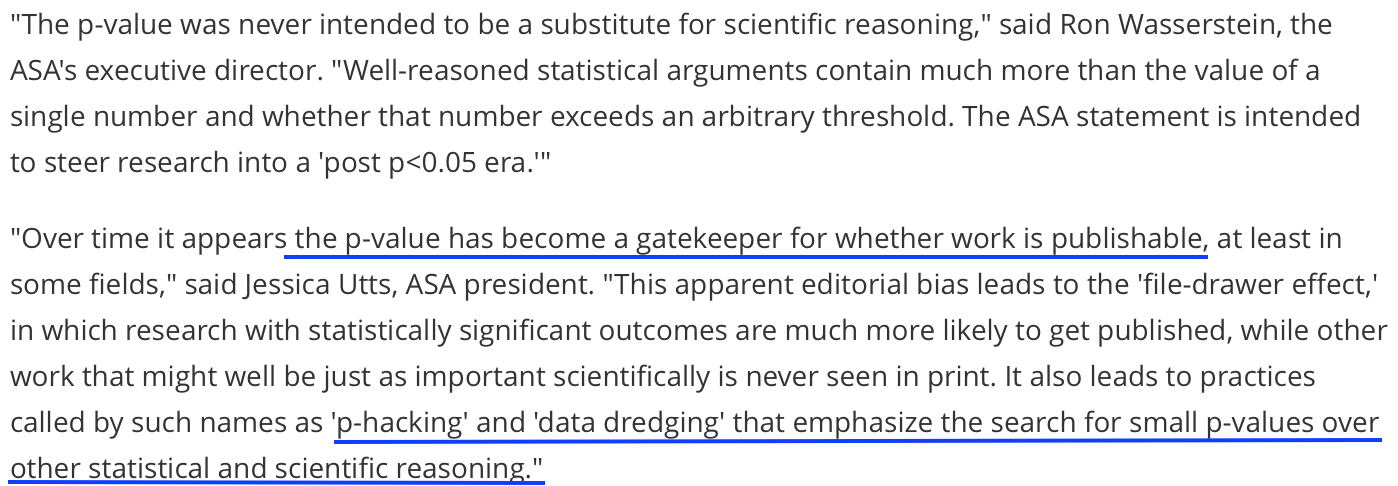 "The p-value was never intended to be a substitute for scientific reasoning," said Ron Wasserstein, the
ASA's executive director. "Well-reasoned statistical arguments contain much more than the value of a
single number and whether that number exceeds an arbitrary threshold. The ASA statement is intended
to steer research into a 'post p<0.05 era.'"
"Over time it appears the p-value has become a gatekeeper for whether work is publishable, at least in
some fields," said Jessica Utts, ASA president. "This apparent editorial bias leads to the 'file-drawer effect,'
in which research with statistically significant outcomes are much more likely to get published, while other
work that might well be just as important scientifically is never seen in print. It also leads to practices
called by such names as 'p-hacking' and 'data dredging' that emphasize the search for small p-values over
other statistical and scientific reasoning."